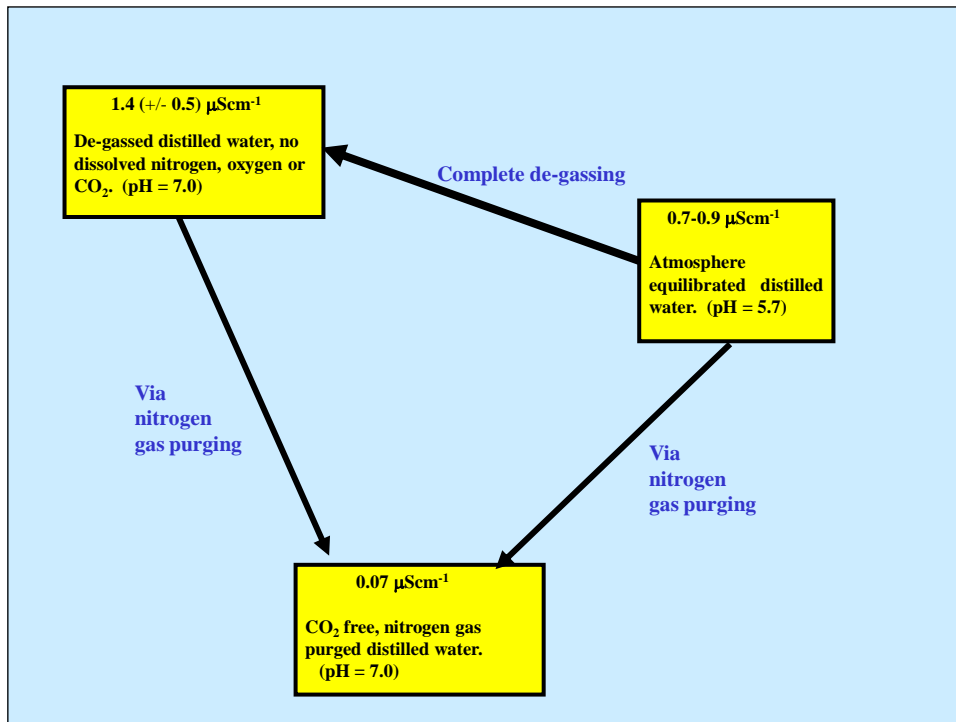 1.4 (+/- 0.5) μScm-1
De-gassed distilled water, no
dissolved nitrogen, oxygen or
CO2. (pH = 7.0)
Complete de-gassing
0.7-0.9 μScm-1
Atmosphere
equilibrated distilled
water. (pH = 5.7)
Via
nitrogen
gas purging
Via
nitrogen
gas purging
0.07 μScm-1
CO2 free, nitrogen gas
purged distilled water.
(pH = 7.0)